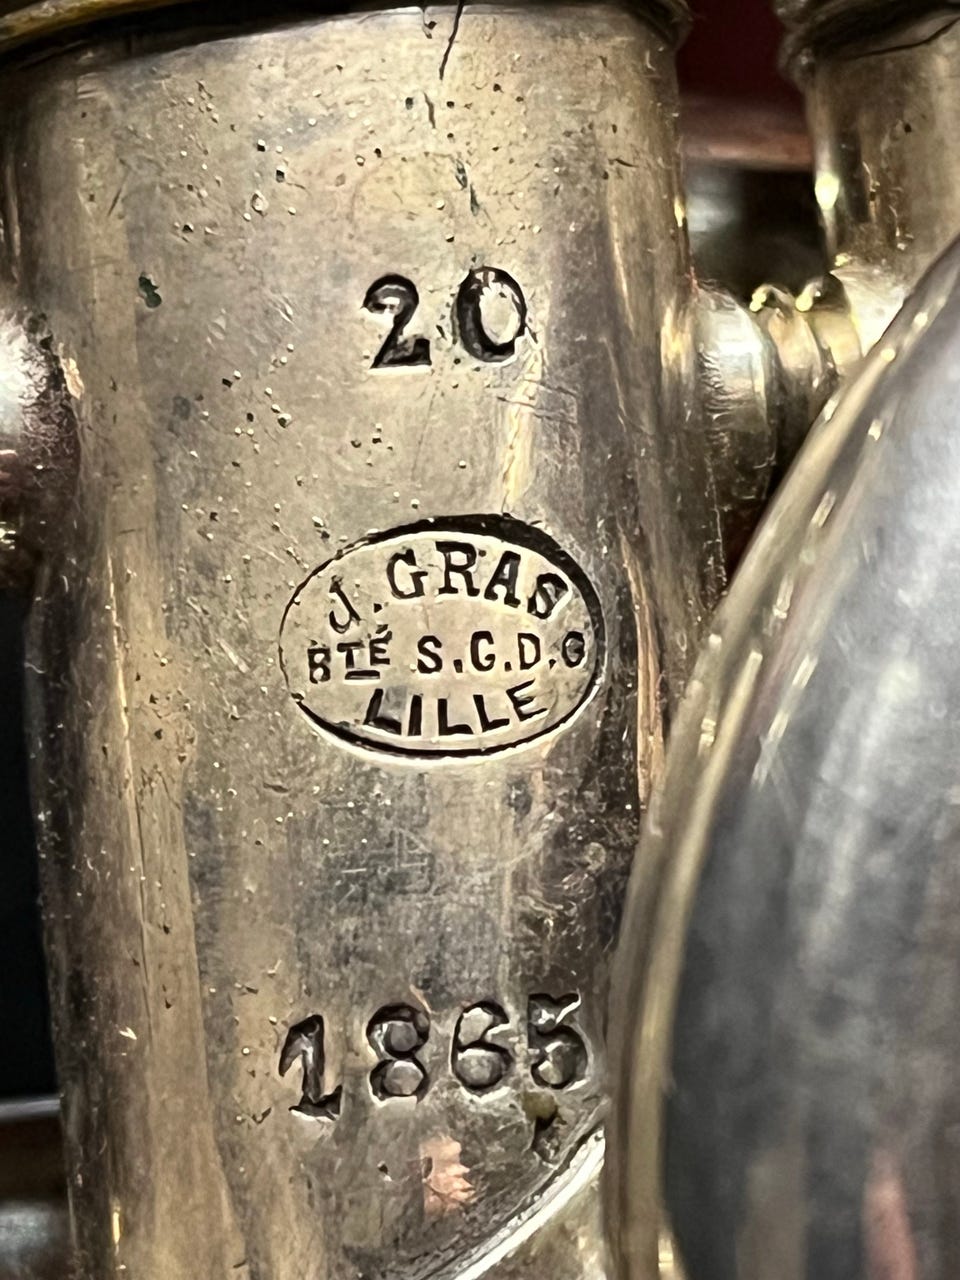 20
J. GRAS
BTÉ S.G.D.G
LILLE
1865